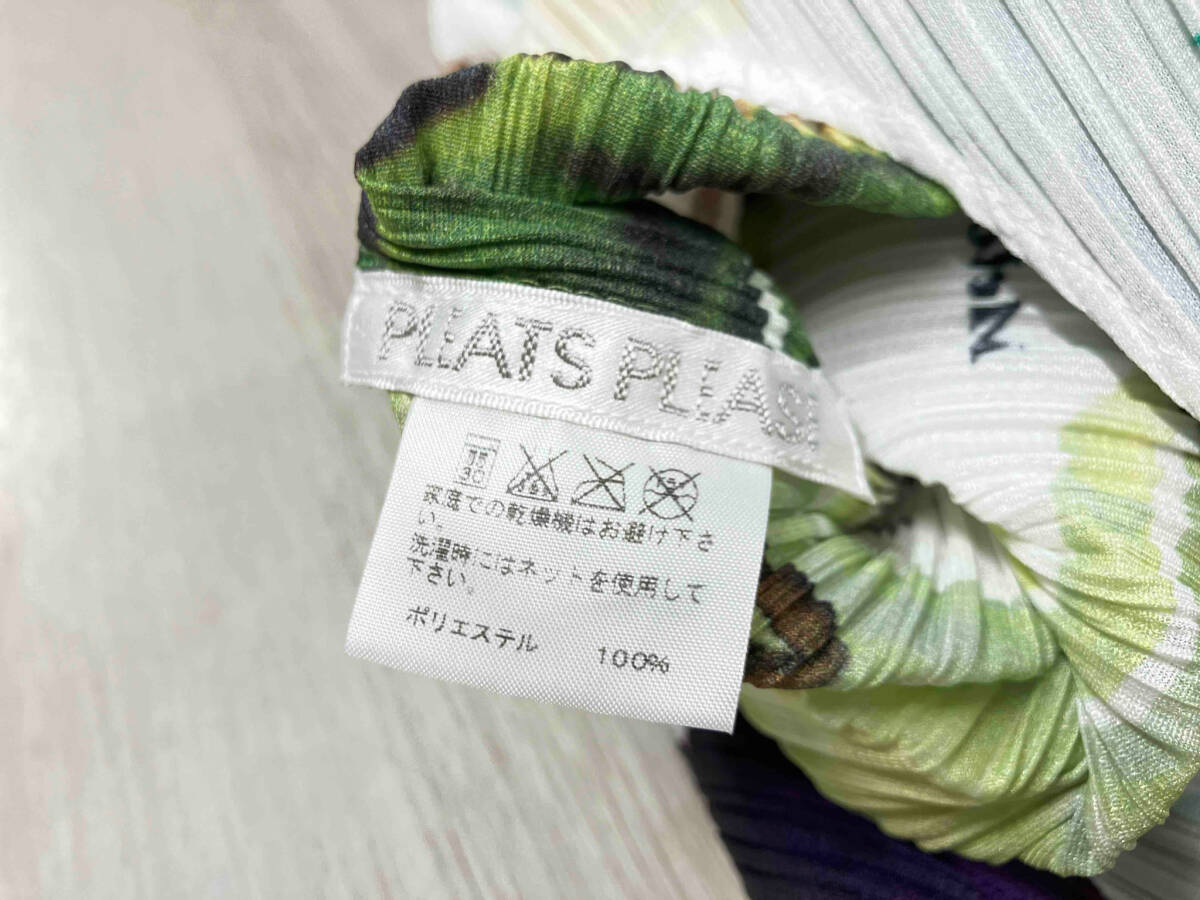 PLEATS PLEASE
家庭での乾燥機はお避け下さ
い。
洗濯時にはネットを使用して
下さい。
ポリエステル 100%